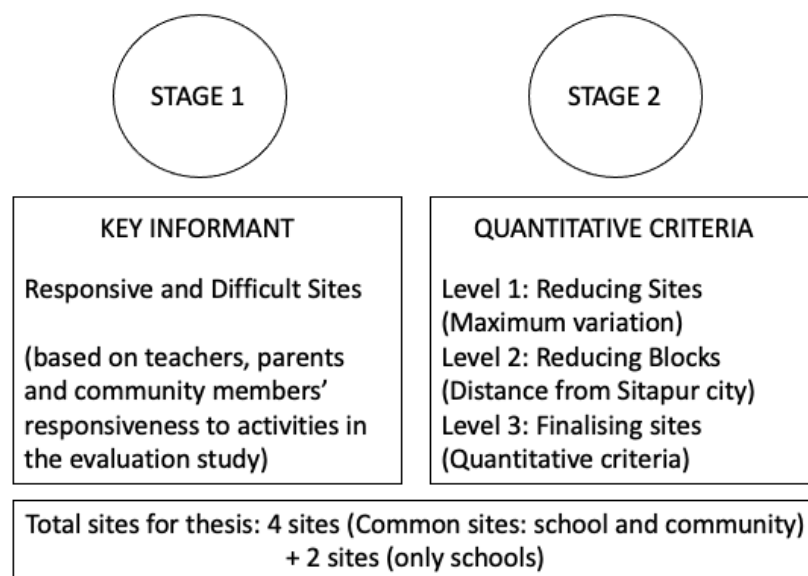 STAGE 1
STAGE 2
KEY INFORMANT
Responsive and Difficult Sites
(based on teachers, parents
and community members’
responsiveness to activities in
the evaluation study)
QUANTITATIVE CRITERIA
Level 1: Reducing Sites
(Maximum variation)
Level 2: Reducing Blocks
(Distance from Sitapur city)
Level 3: Finalising sites
(Quantitative criteria)
Total sites for thesis: 4 sites (Common sites: school and community)
+ 2 sites (only schools)